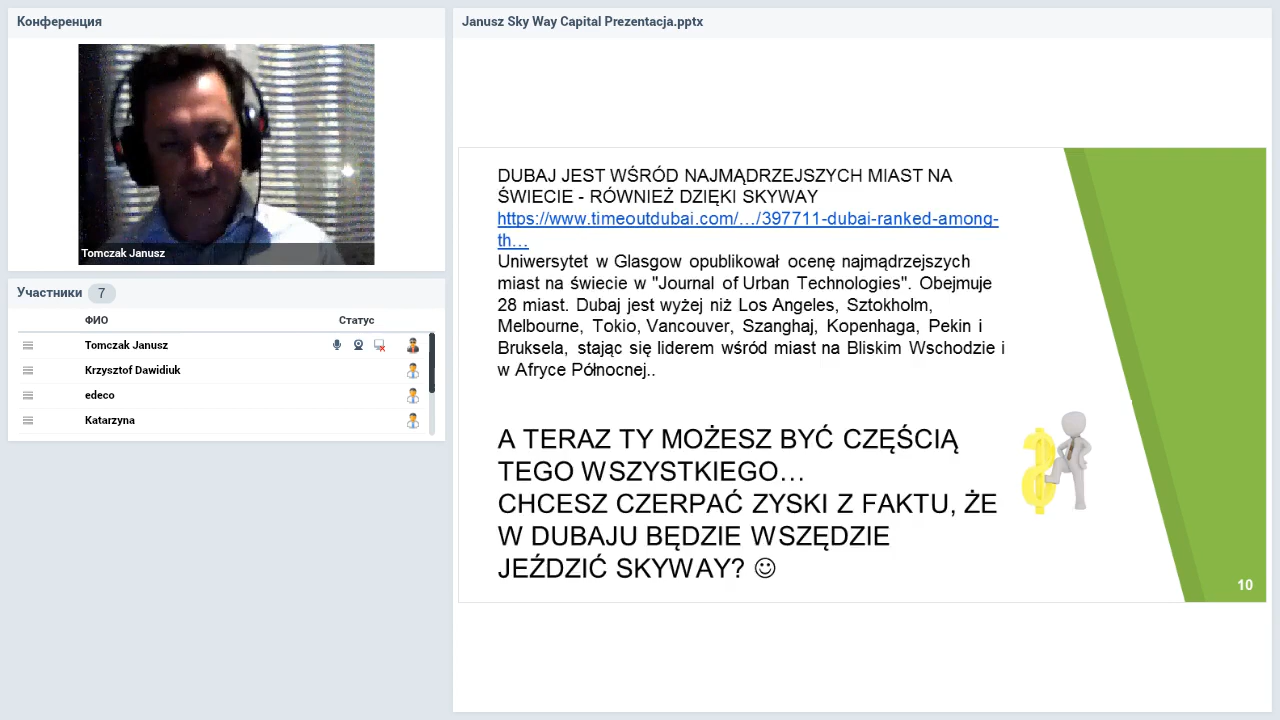 Конференция
Tomczak Janusz
Участники 7
ФИО Статус
Tomczak Janusz
Krzysztof Dawidiuk
edeco
Katarzyna
Janusz Sky Way Capital Prezentacja.pptx
DUBAJ JEST WŚRÓD NAJMĄDRZEJSZYCH MIAST NA
ŚWIECIE - RÓWNIEŻ DZIĘKI SKYWAY
https://www.timeoutdubai.com/…/397711-dubai-ranked-among-
th…
Uniwersytet w Glasgow opublikował ocenę najmądrzejszych
miast na świecie w "Journal of Urban Technologies". Obejmuje
28 miast. Dubaj jest wyżej niż Los Angeles, Sztokholm,
Melbourne, Tokio, Vancouver, Szanghaj, Kopenhaga, Pekin i
Bruksela, stając się liderem wśród miast na Bliskim Wschodzie i
w Afryce Północnej..
A TERAZ TY MOŻESZ BYĆ CZĘŚCIĄ
TEGO WSZYSTKIEGO…
CHCESZ CZERPAĆ ZYSKI Z FAKTU, ŻE
W DUBAJU BĘDZIE WSZĘDZIE
JEŹDZIĆ SKYWAY? ☺
10